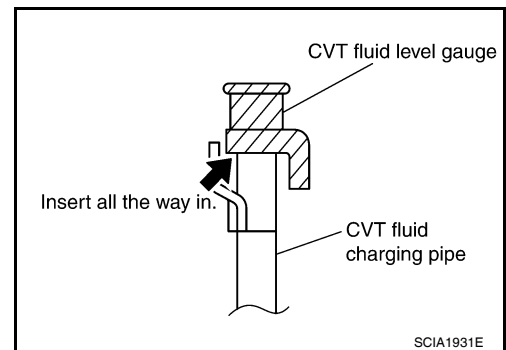 CVT fluid level gauge
Insert all the way in.
CVT fluid
charging pipe
SCIA1931E